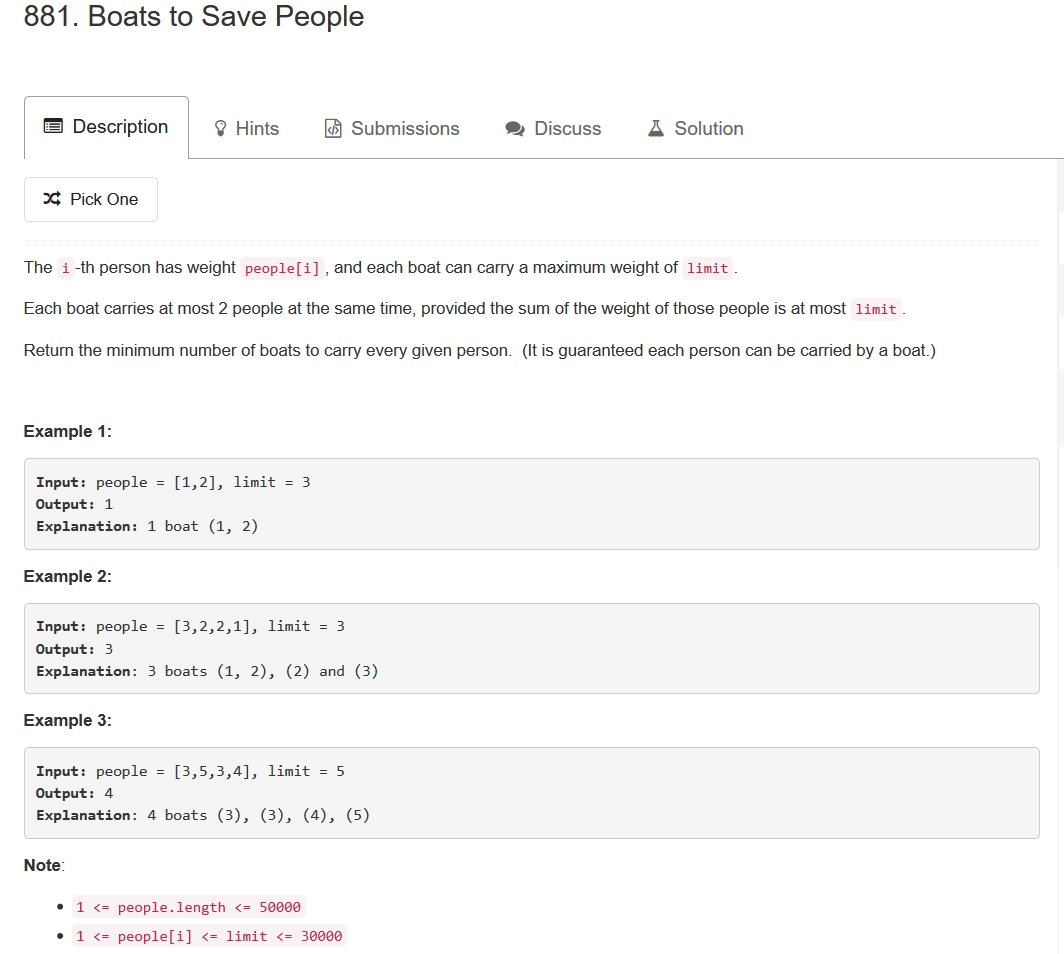 881. Boats to Save People
Description
Hints
Submissions
Discuss
Solution
Pick One
The i -th person has weight people[i] , and each boat can carry a maximum weight of limit .
Each boat carries at most 2 people at the same time, provided the sum of the weight of those people is at most limit .
Return the minimum number of boats to carry every given person. (It is guaranteed each person can be carried by a boat.)
Example 1:
Input: people = [1,2], limit = 3
Output: 1
Explanation: 1 boat (1, 2)
Example 2:
Input: people = [3,2,2,1], limit = 3
Output: 3
Explanation: 3 boats (1, 2), (2) and (3)
Example 3:
Input: people = [3,5,3,4], limit = 5
Output: 4
Explanation: 4 boats (3), (3), (4), (5)
Note:
• 1 <= people.length <= 50000
• 1 <= people[i] <= limit <= 30000